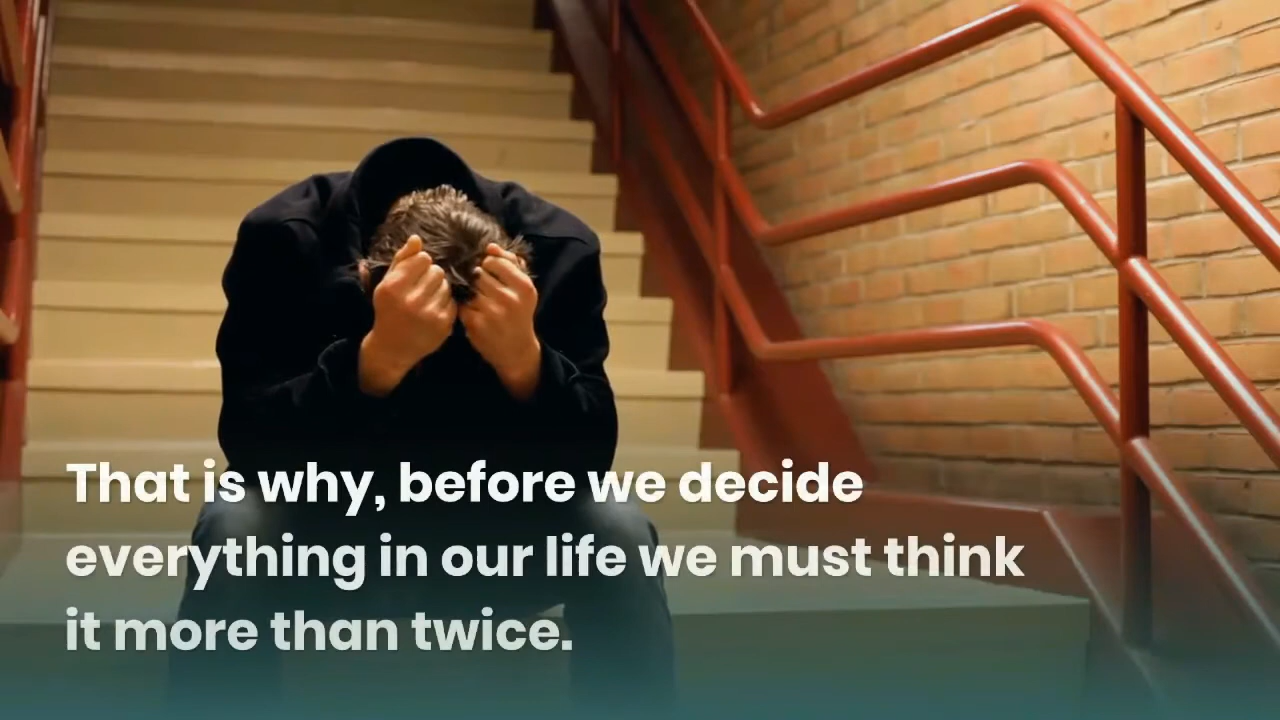 That is why, before we decide
everything in our life we must think
it more than twice.